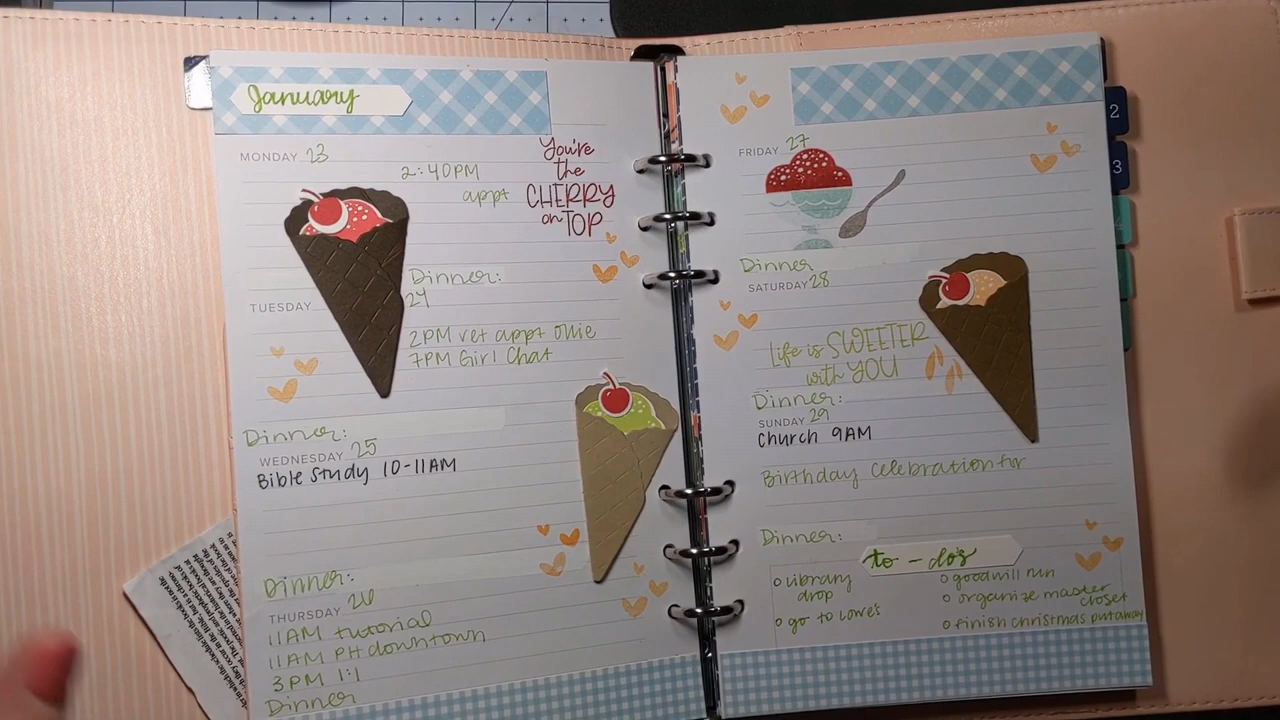 January
MONDAY 23
2:40PM
appt
You're
the
CHERRY
on TOP
Dinner:
TUESDAY 24
2PM vet appt Ollie
7PM Girl Chat
Dinner:
WEDNESDAY 25
Bible Study 10-11AM
Dinner:
THURSDAY 26
11AM tutorial
11AM PH downtown
3PM 1:1
Dinner
FRIDAY 27
Dinner
SATURDAY 28
Life is SWEETER
with YOU
Dinner:
SUNDAY 29
Church 9AM
Birthday Celebration for
Dinner:
to-do's
library
drop
go to Lowe's
goodwill run
organize master
closet
finish christmas putaway
2
3